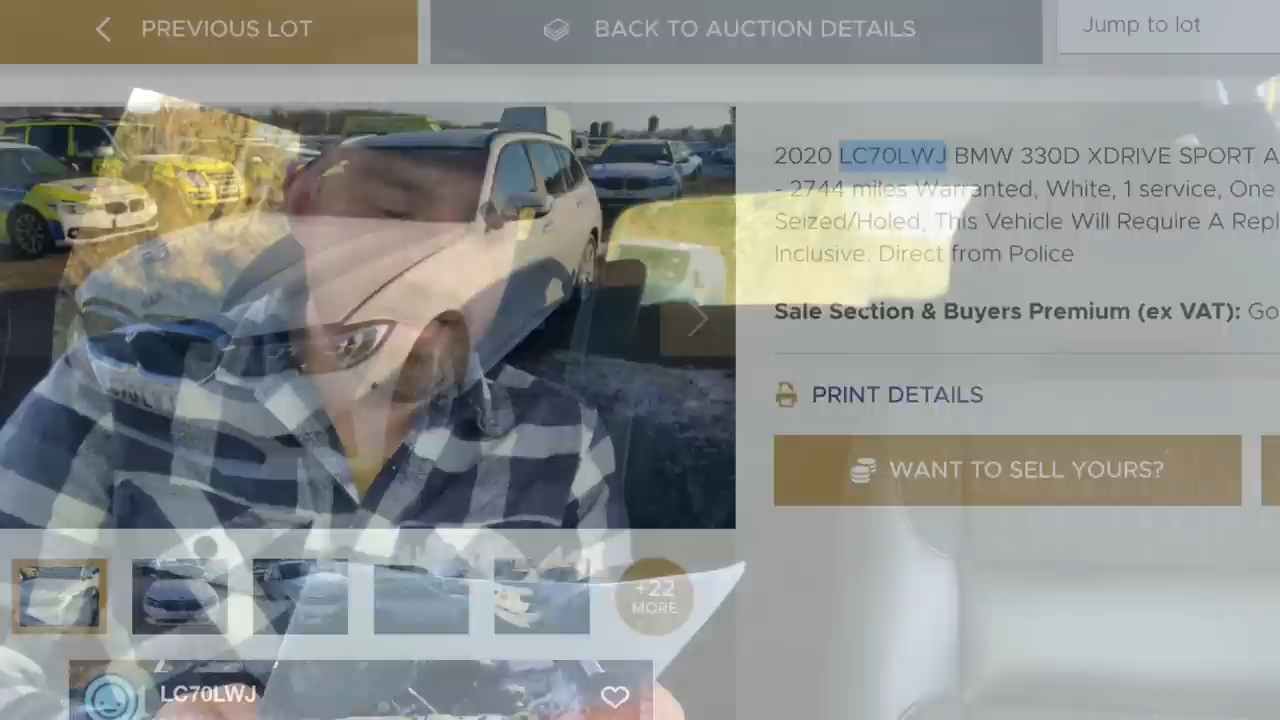 PREVIOUS LOT
BACK TO AUCTION DETAILS
Jump to lot
2020 LC70LWJ BMW 330D XDRIVE SPORT A
- 2744 miles Warranted, White, 1 service, One
Seized/Holed, This Vehicle Will Require A Repl
Inclusive. Direct from Police
Sale Section & Buyers Premium (ex VAT): Go
PRINT DETAILS
WANT TO SELL YOURS?
+22
MORE
LC70LWJ